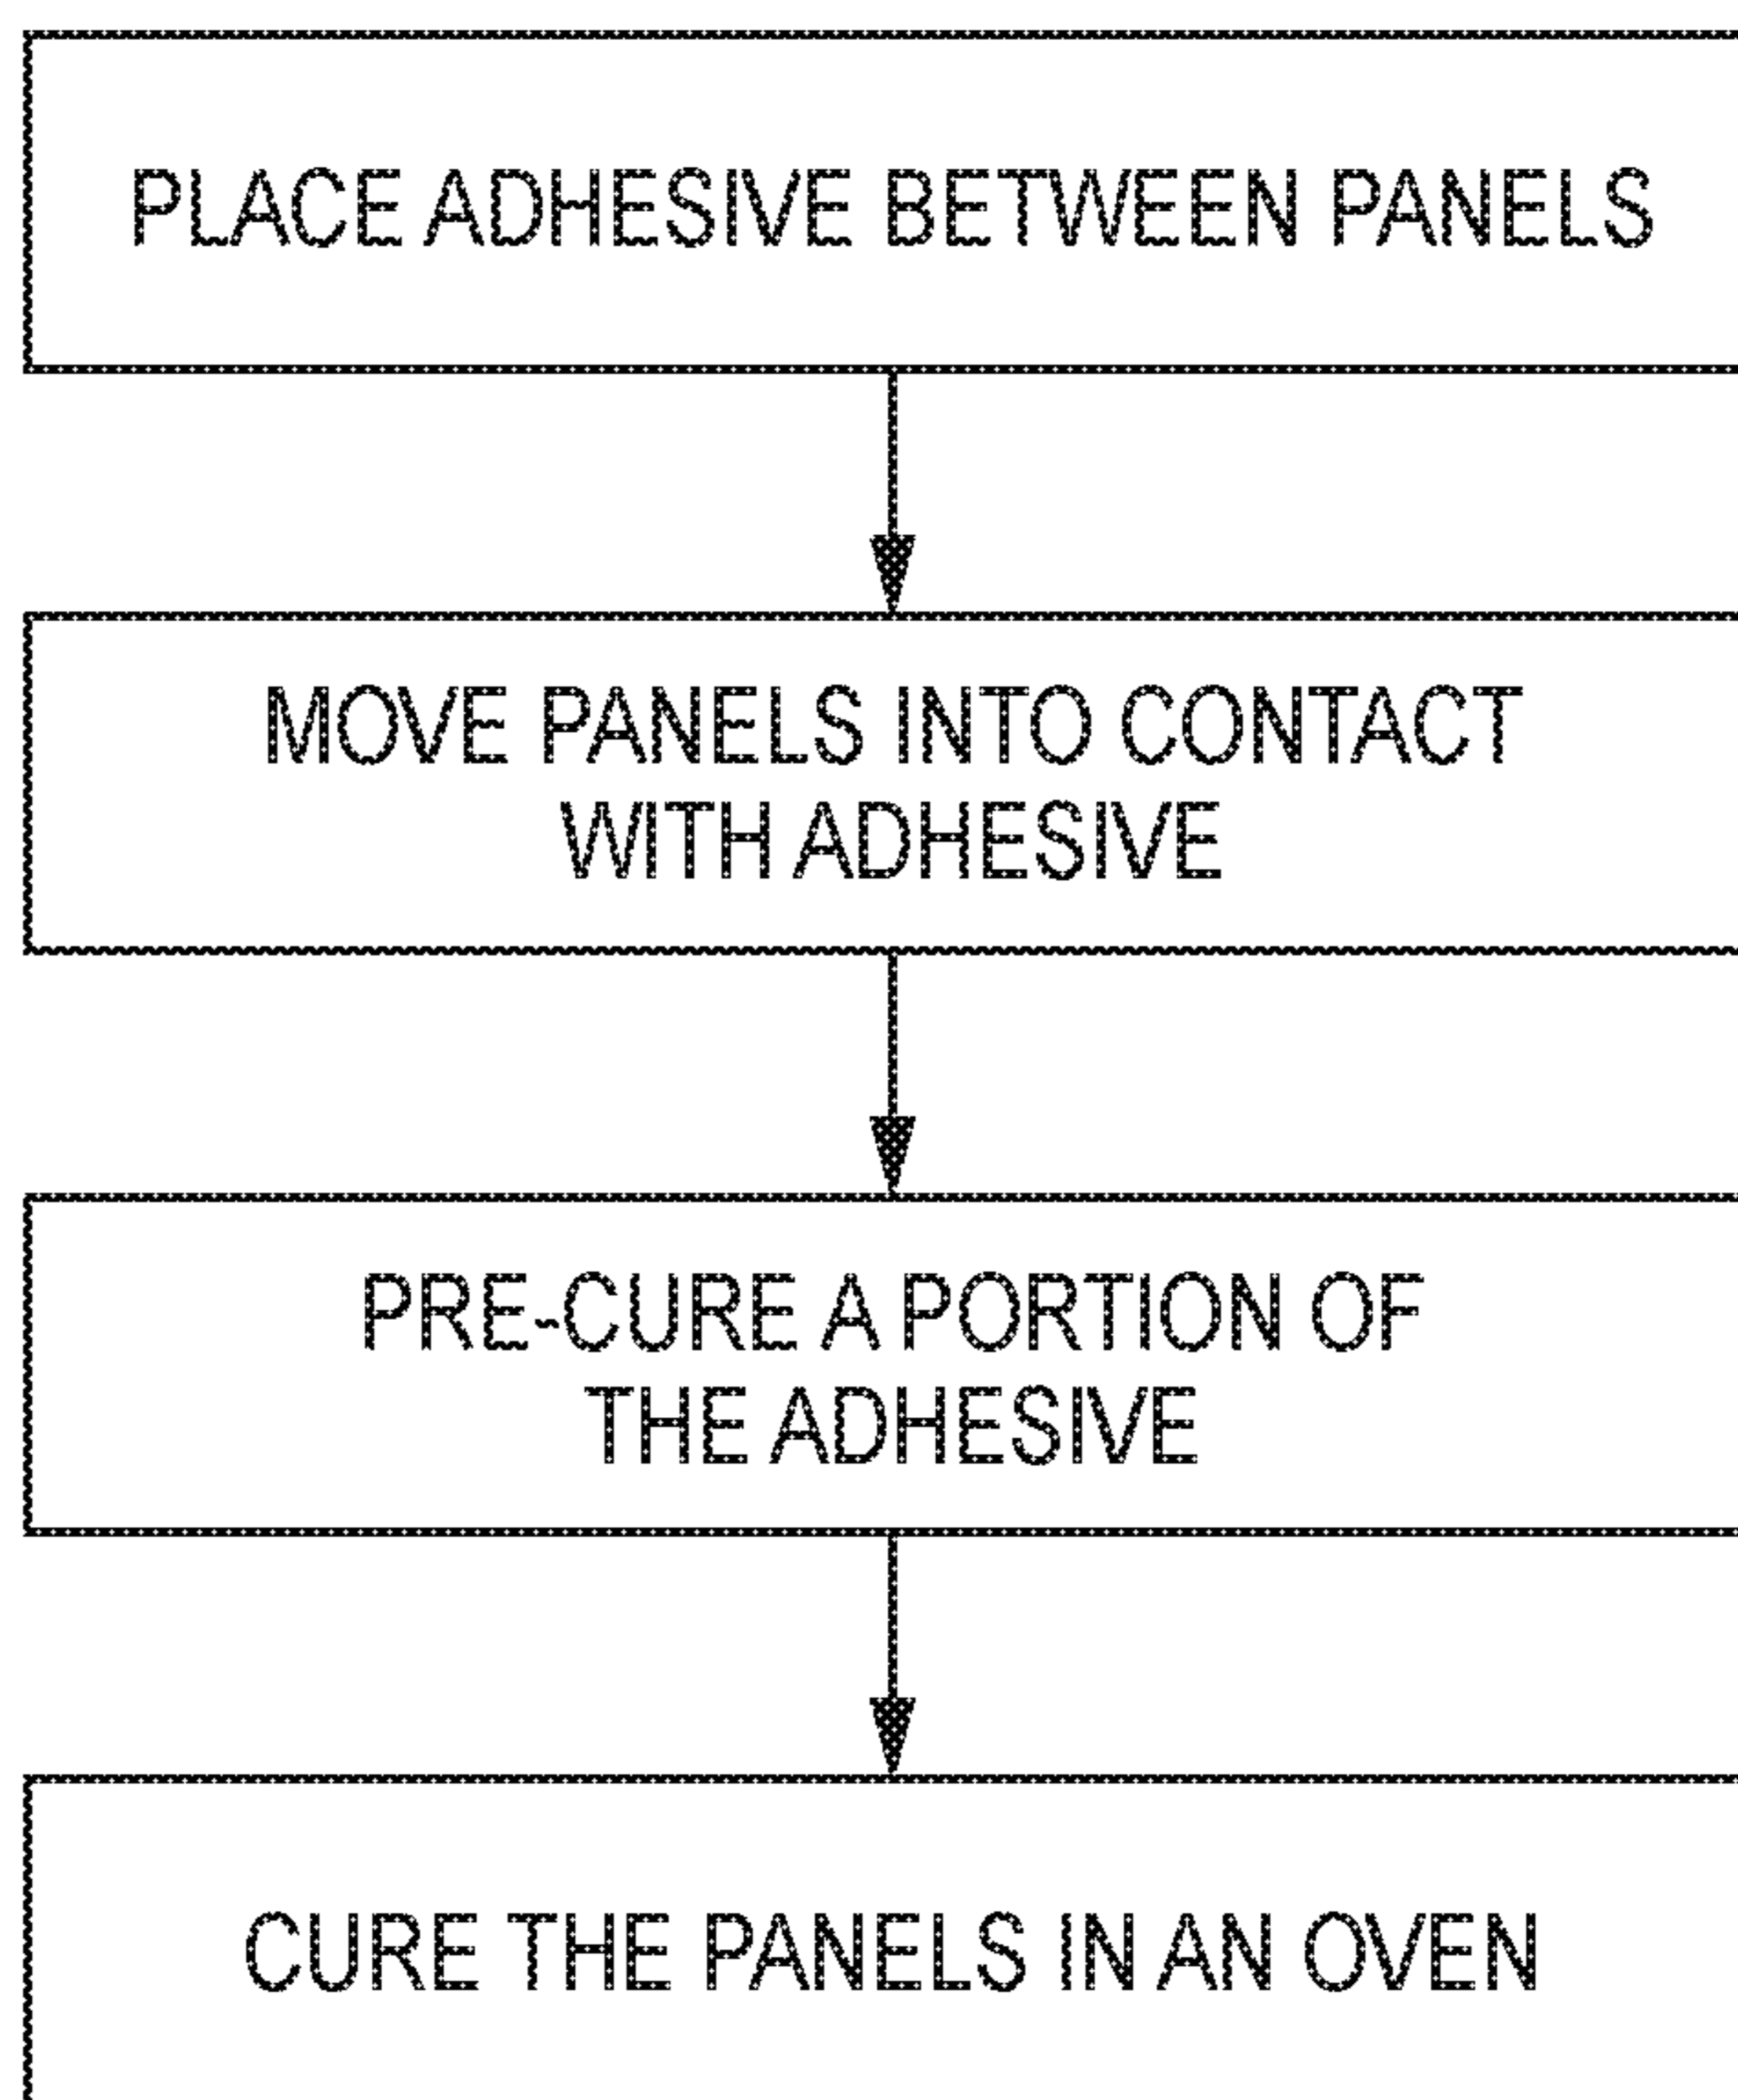 PLACE ADHESIVE BETWEEN PANELS
MOVE PANELS INTO CONTACT
WITH ADHESIVE
PRE-CURE A PORTION OF
THE ADHESIVE
CURE THE PANELS IN AN OVEN